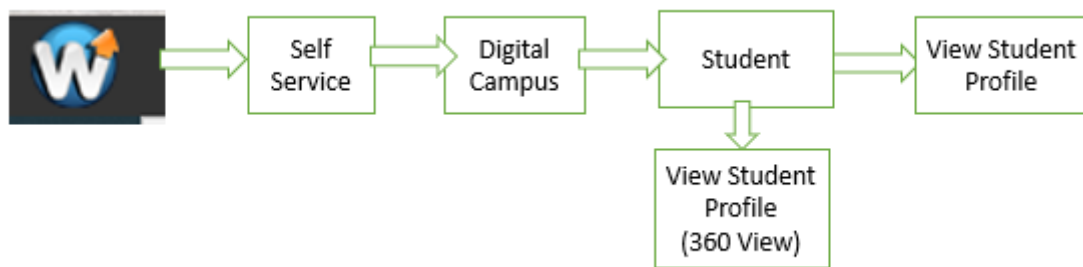 W
Self
Service
Digital
Campus
Student
View Student
Profile
View Student
Profile
(360 View)